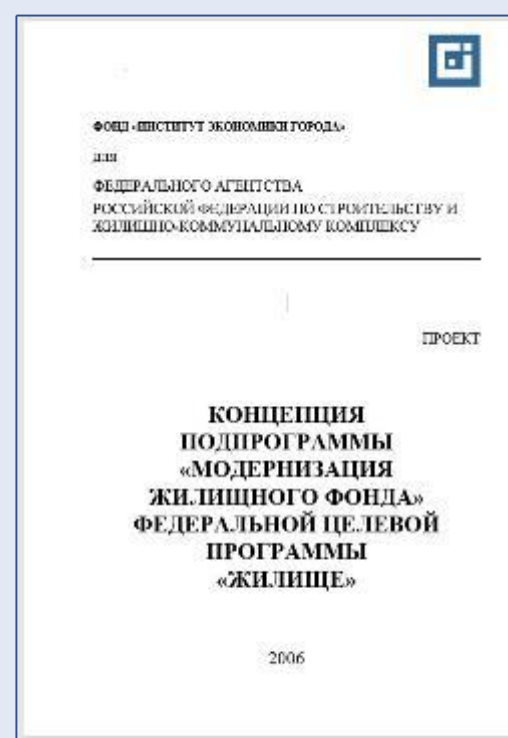 ФОНД «ИНСТИТУТ ЭКОНОМИКИ ГОРОДА»
для
ФЕДЕРАЛЬНОГО АГЕНТСТВА
РОССИЙСКОЙ ФЕДЕРАЦИИ ПО СТРОИТЕЛЬСТВУ И
ЖИЛИЩНО-КОММУНАЛЬНОМУ КОМПЛЕКСУ
ПРОЕКТ
КОНЦЕПЦИЯ
ПОДПРОГРАММЫ
«МОДЕРНИЗАЦИЯ
ЖИЛИЩНОГО ФОНДА»
ФЕДЕРАЛЬНОЙ ЦЕЛЕВОЙ
ПРОГРАММЫ
«ЖИЛИЩЕ»
2006